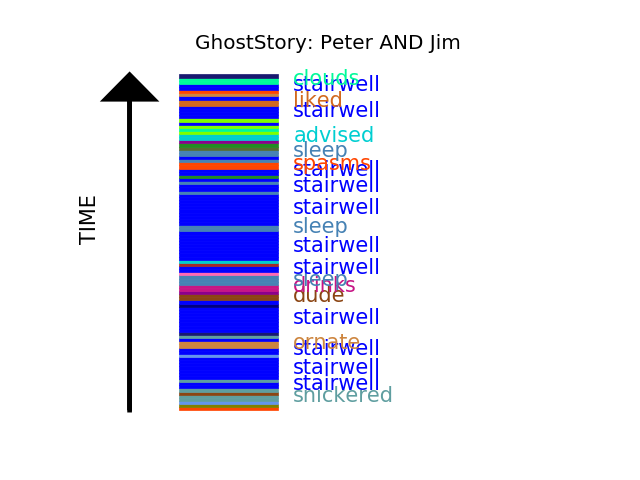 GhostStory: Peter AND Jim
clouds
stairwell
liked
stairwell
advised
sleep
spasms
stairwell
stairwell
stairwell
sleep
stairwell
stairwell
sleep
drinks
dude
stairwell
ornate
stairwell
stairwell
stairwell
snickered
TIME